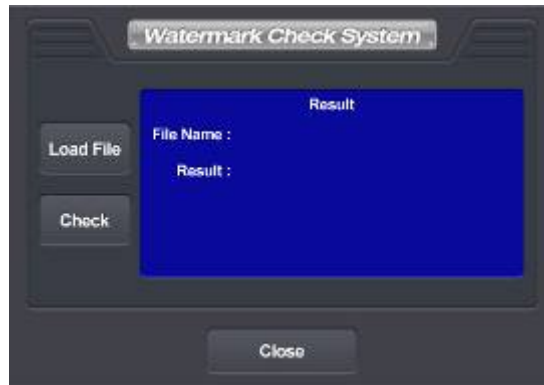 Watermark Check System
Result
File Name :
Load File
Result :
Check
Close